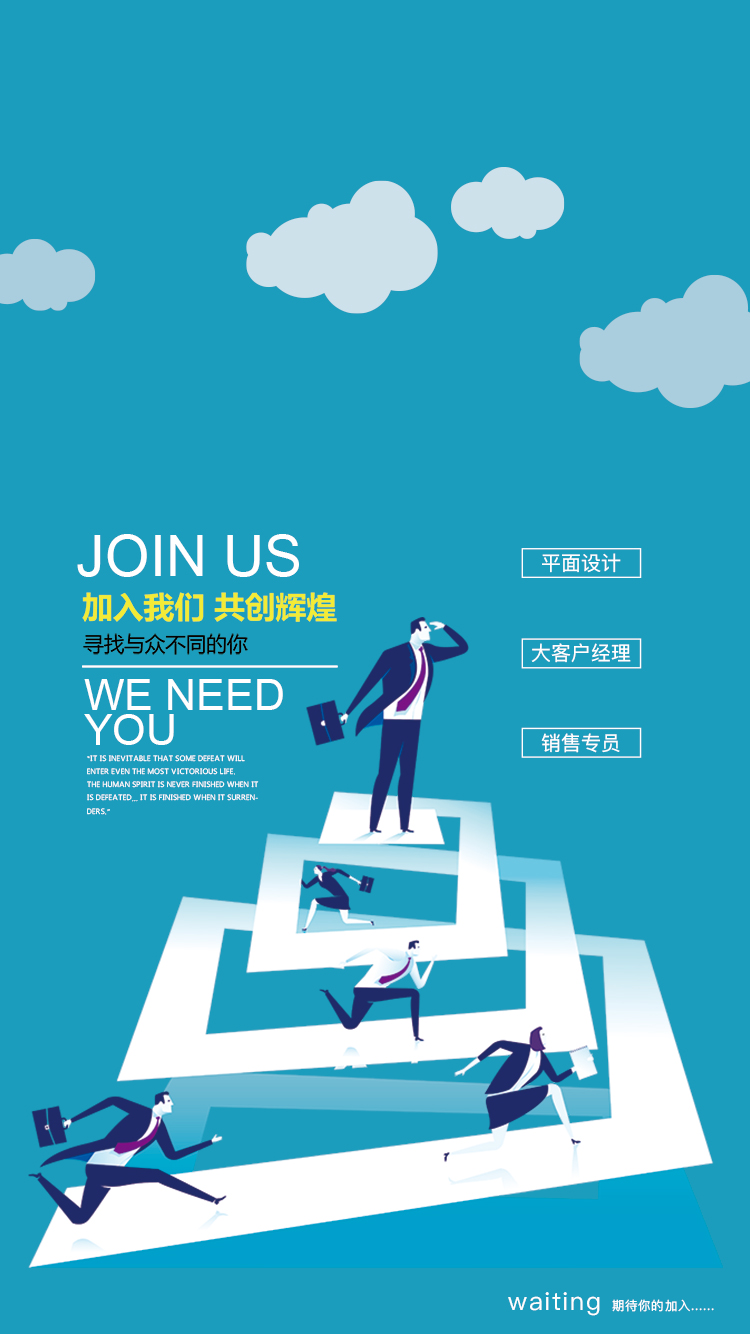 JOIN US
加入我们 共创辉煌
寻找与众不同的你
WE NEED
YOU
"IT IS INEVITABLE THAT SOME DEFEAT WILL
ENTER EVEN THE MOST VICTORIOUS LIFE.
THE HUMAN SPIRIT IS NEVER FINISHED WHEN IT
IS DEFEATED... IT IS FINISHED WHEN IT SURREN-
DERS."
平面设计
大客户经理
销售专员
waiting 期待你的加入......